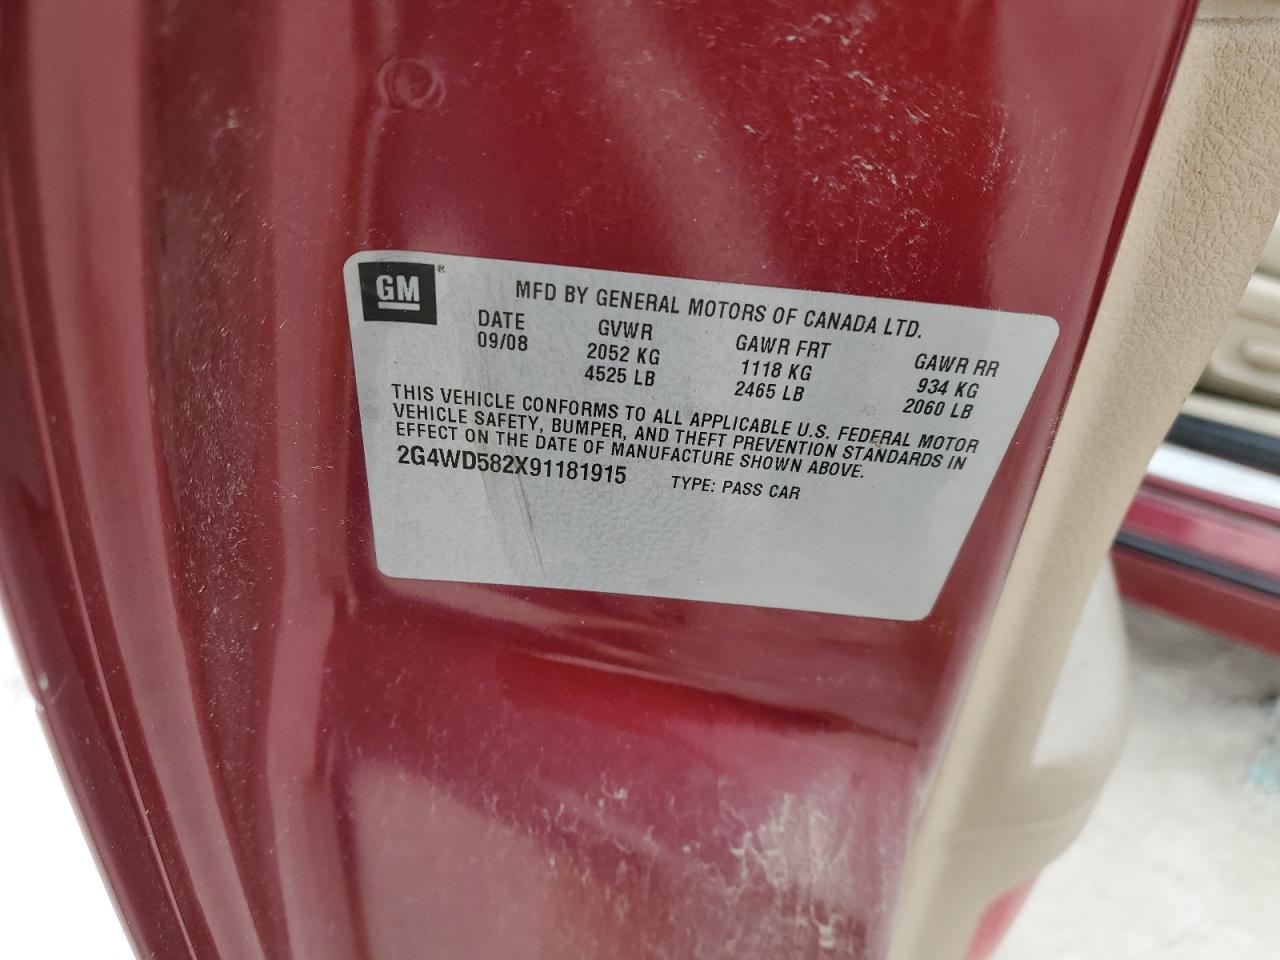 GM®
MFD BY GENERAL MOTORS OF CANADA LTD.
DATE GVWR GAWR FRT GAWR RR
09/08 2052 KG 1118 KG 934 KG
4525 LB 2465 LB 2060 LB
THIS VEHICLE CONFORMS TO ALL APPLICABLE U.S. FEDERAL MOTOR
VEHICLE SAFETY, BUMPER, AND THEFT PREVENTION STANDARDS IN
EFFECT ON THE DATE OF MANUFACTURE SHOWN ABOVE.
2G4WD582X91181915 TYPE: PASS CAR